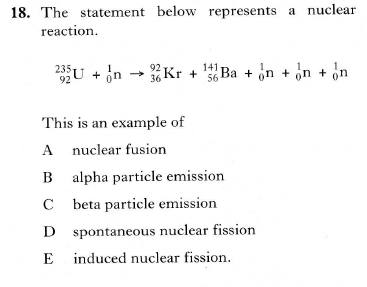 18. The statement below represents a nuclear
reaction.
²³⁵₉₂U + ¹₀n → ⁹²₃₆Kr + ¹⁴¹₅₆Ba + ¹₀n + ¹₀n + ¹₀n
This is an example of
A nuclear fusion
B alpha particle emission
C beta particle emission
D spontaneous nuclear fission
E induced nuclear fission.